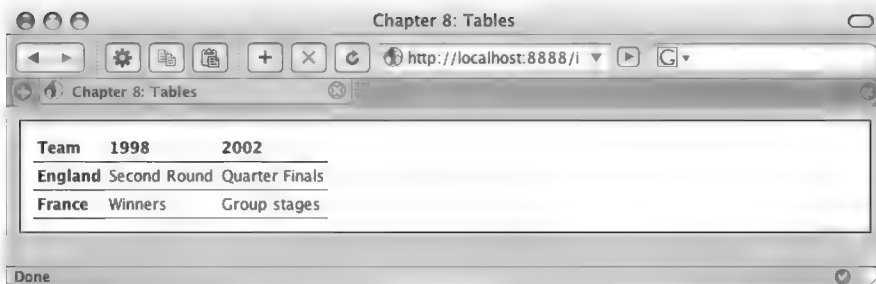 Chapter 8: Tables
http://localhost:8888/i
G
Chapter 8: Tables
Team 1998 2002
England Second Round Quarter Finals
France Winners Group stages
Done